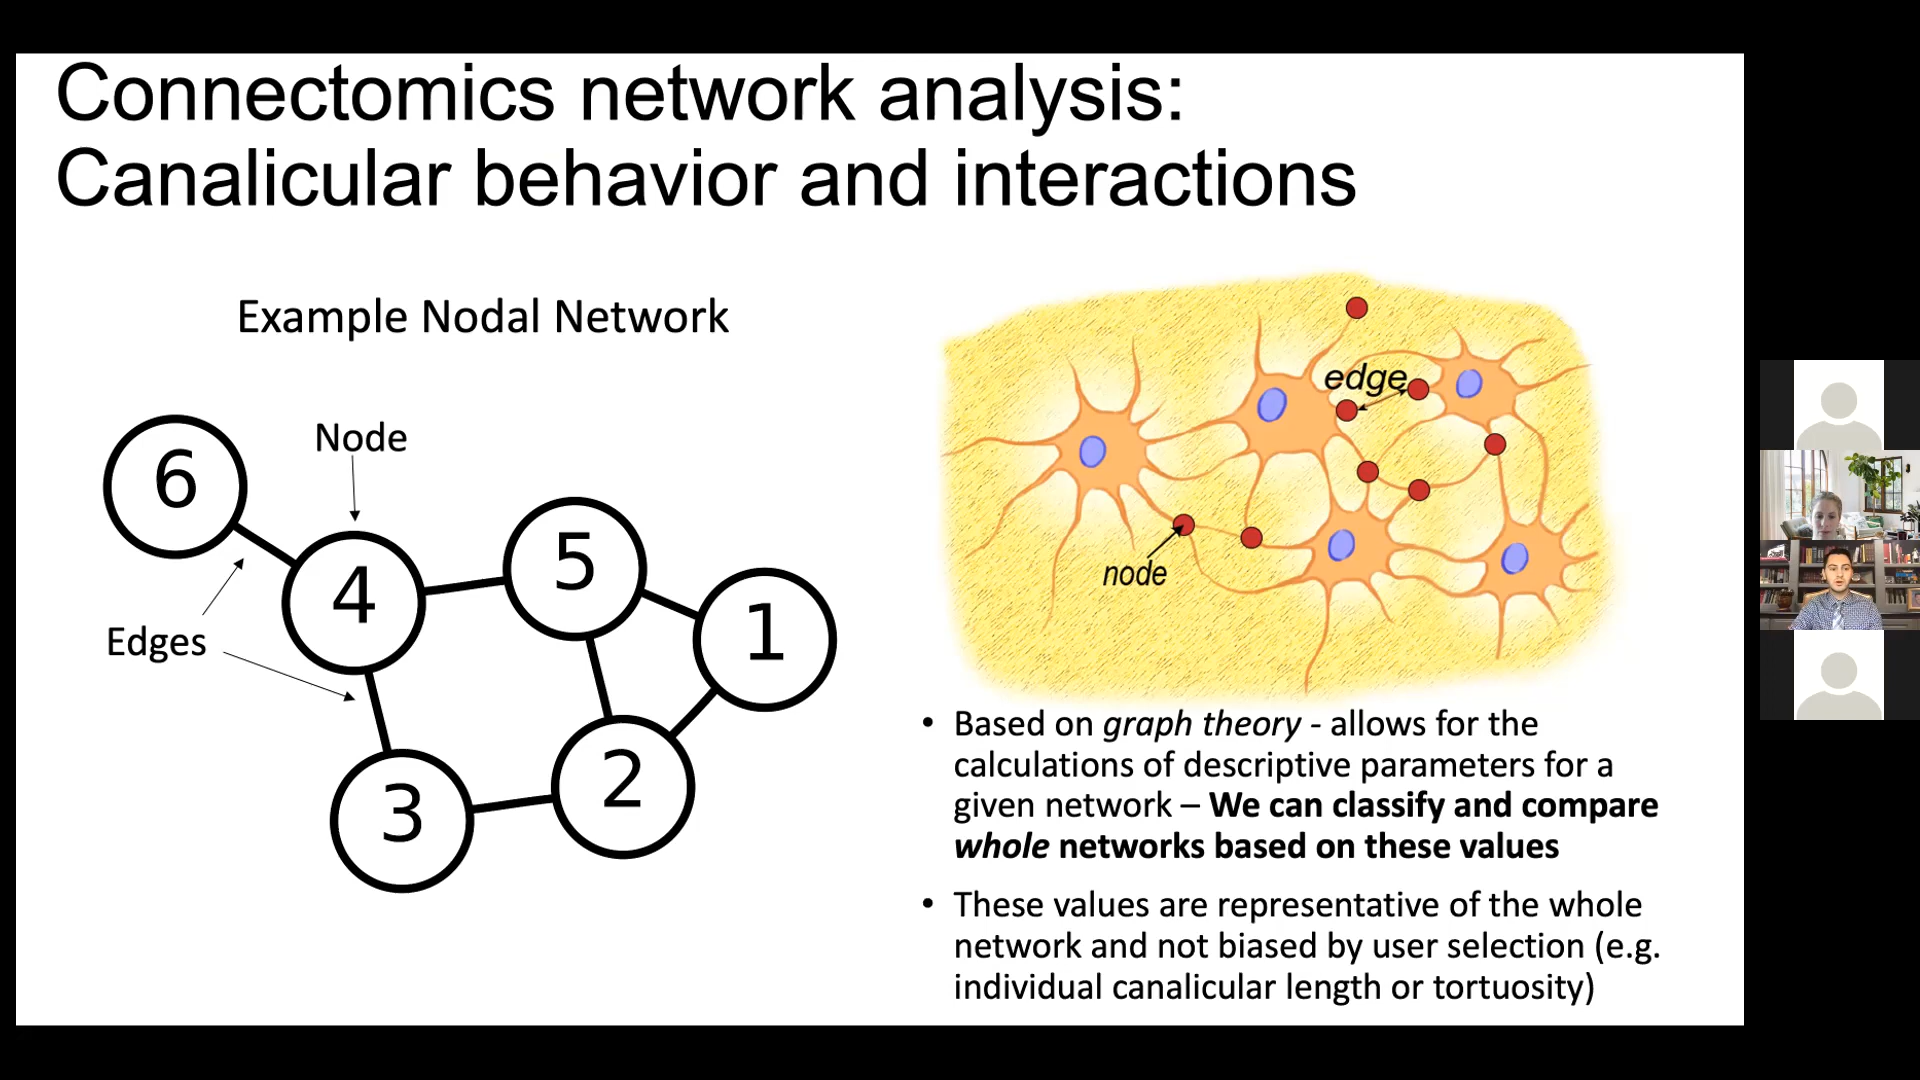 Connectomics network analysis:
Canalicular behavior and interactions
Example Nodal Network
Node
Edges
6
4
5
1
3
2
edge
node
• Based on graph theory - allows for the
calculations of descriptive parameters for a
given network – We can classify and compare
whole networks based on these values
• These values are representative of the whole
network and not biased by user selection (e.g.
individual canalicular length or tortuosity)